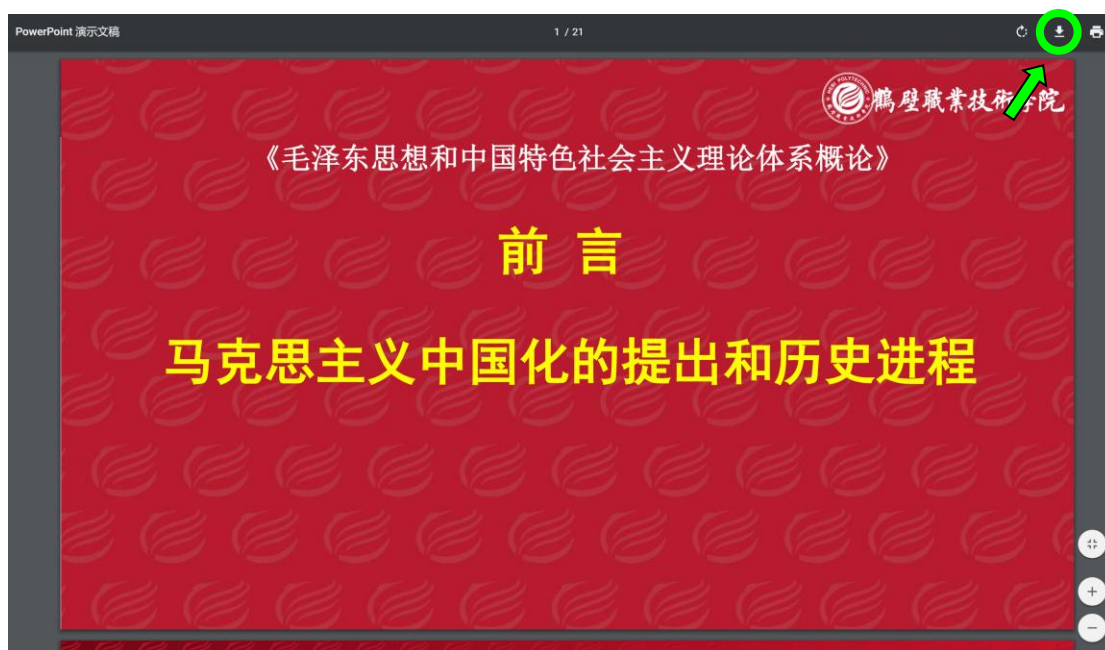 PowerPoint 演示文稿
1 / 21
鶴壁職業技術学院
《毛泽东思想和中国特色社会主义理论体系概论》
前 言
马克思主义中国化的提出和历史进程